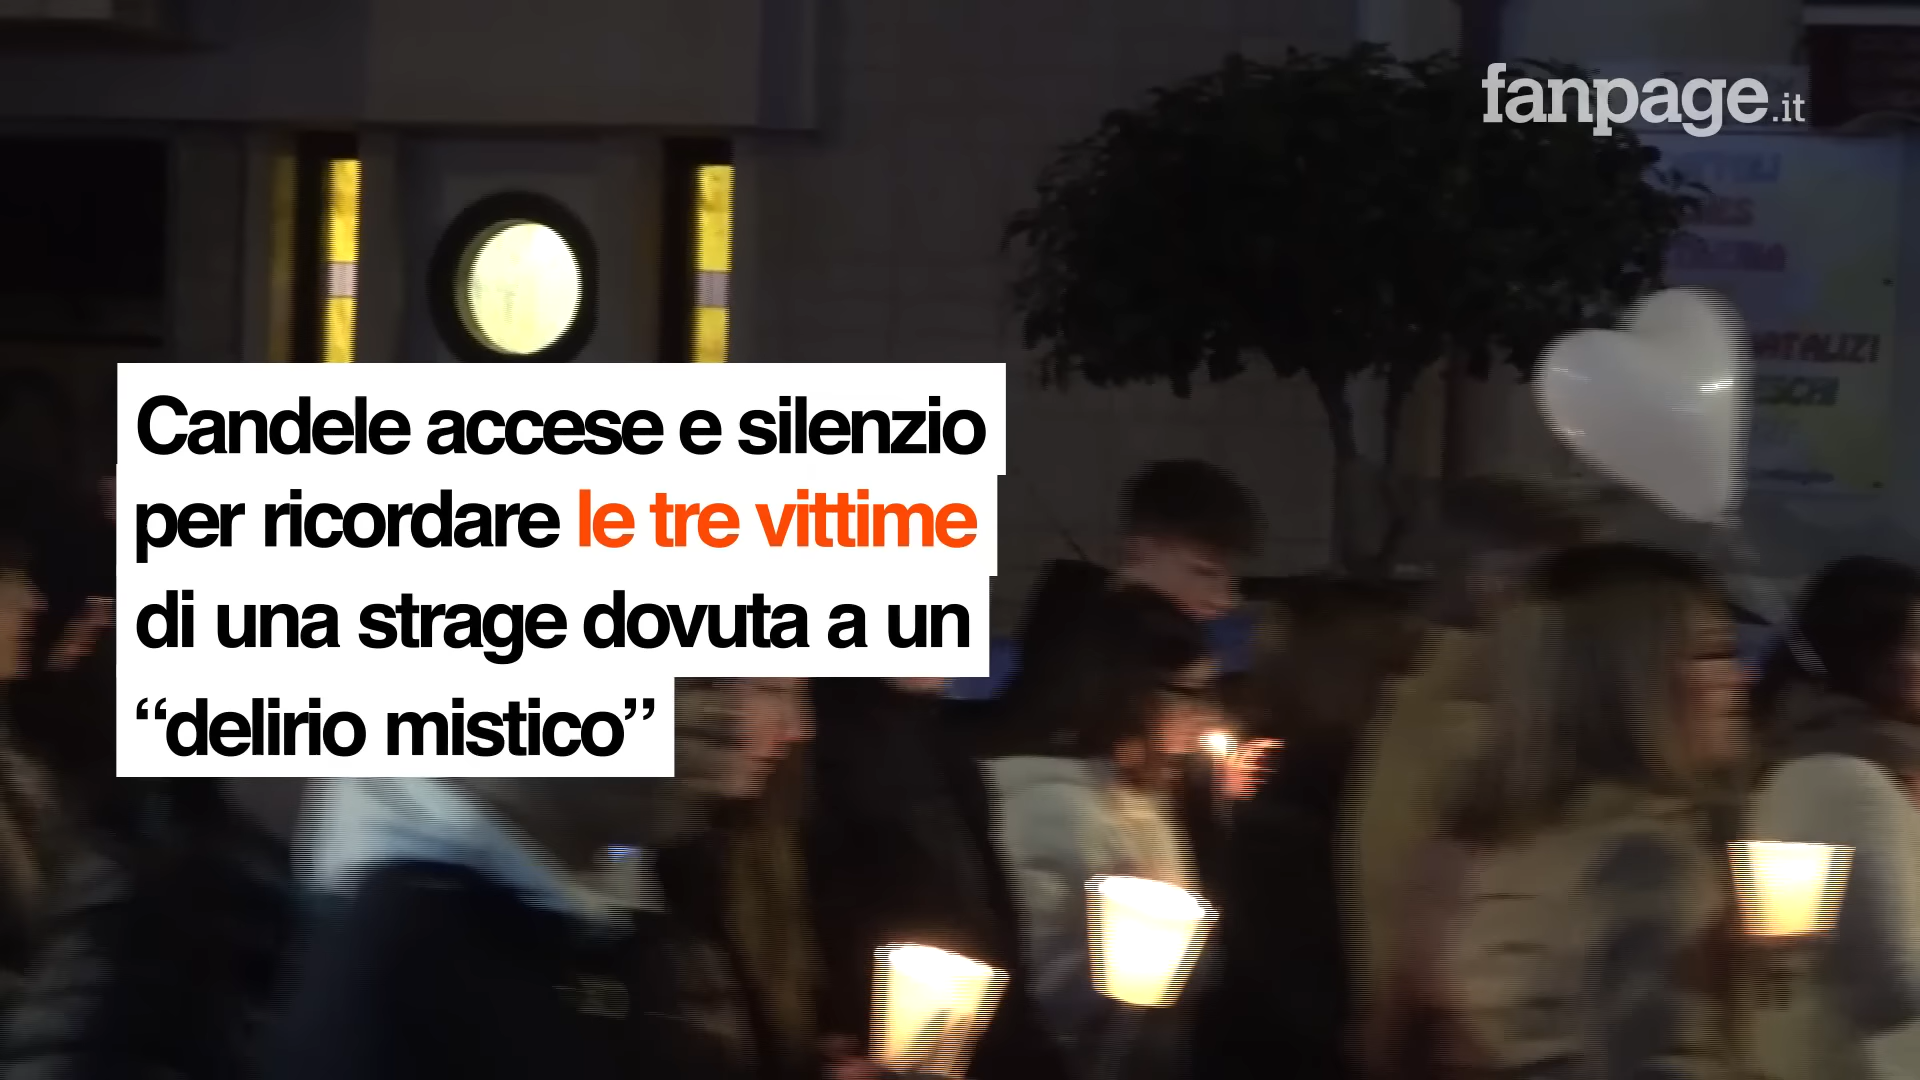 fanpage.it
Candele accese e silenzio
per ricordare le tre vittime
di una strage dovuta a un
“delirio mistico”